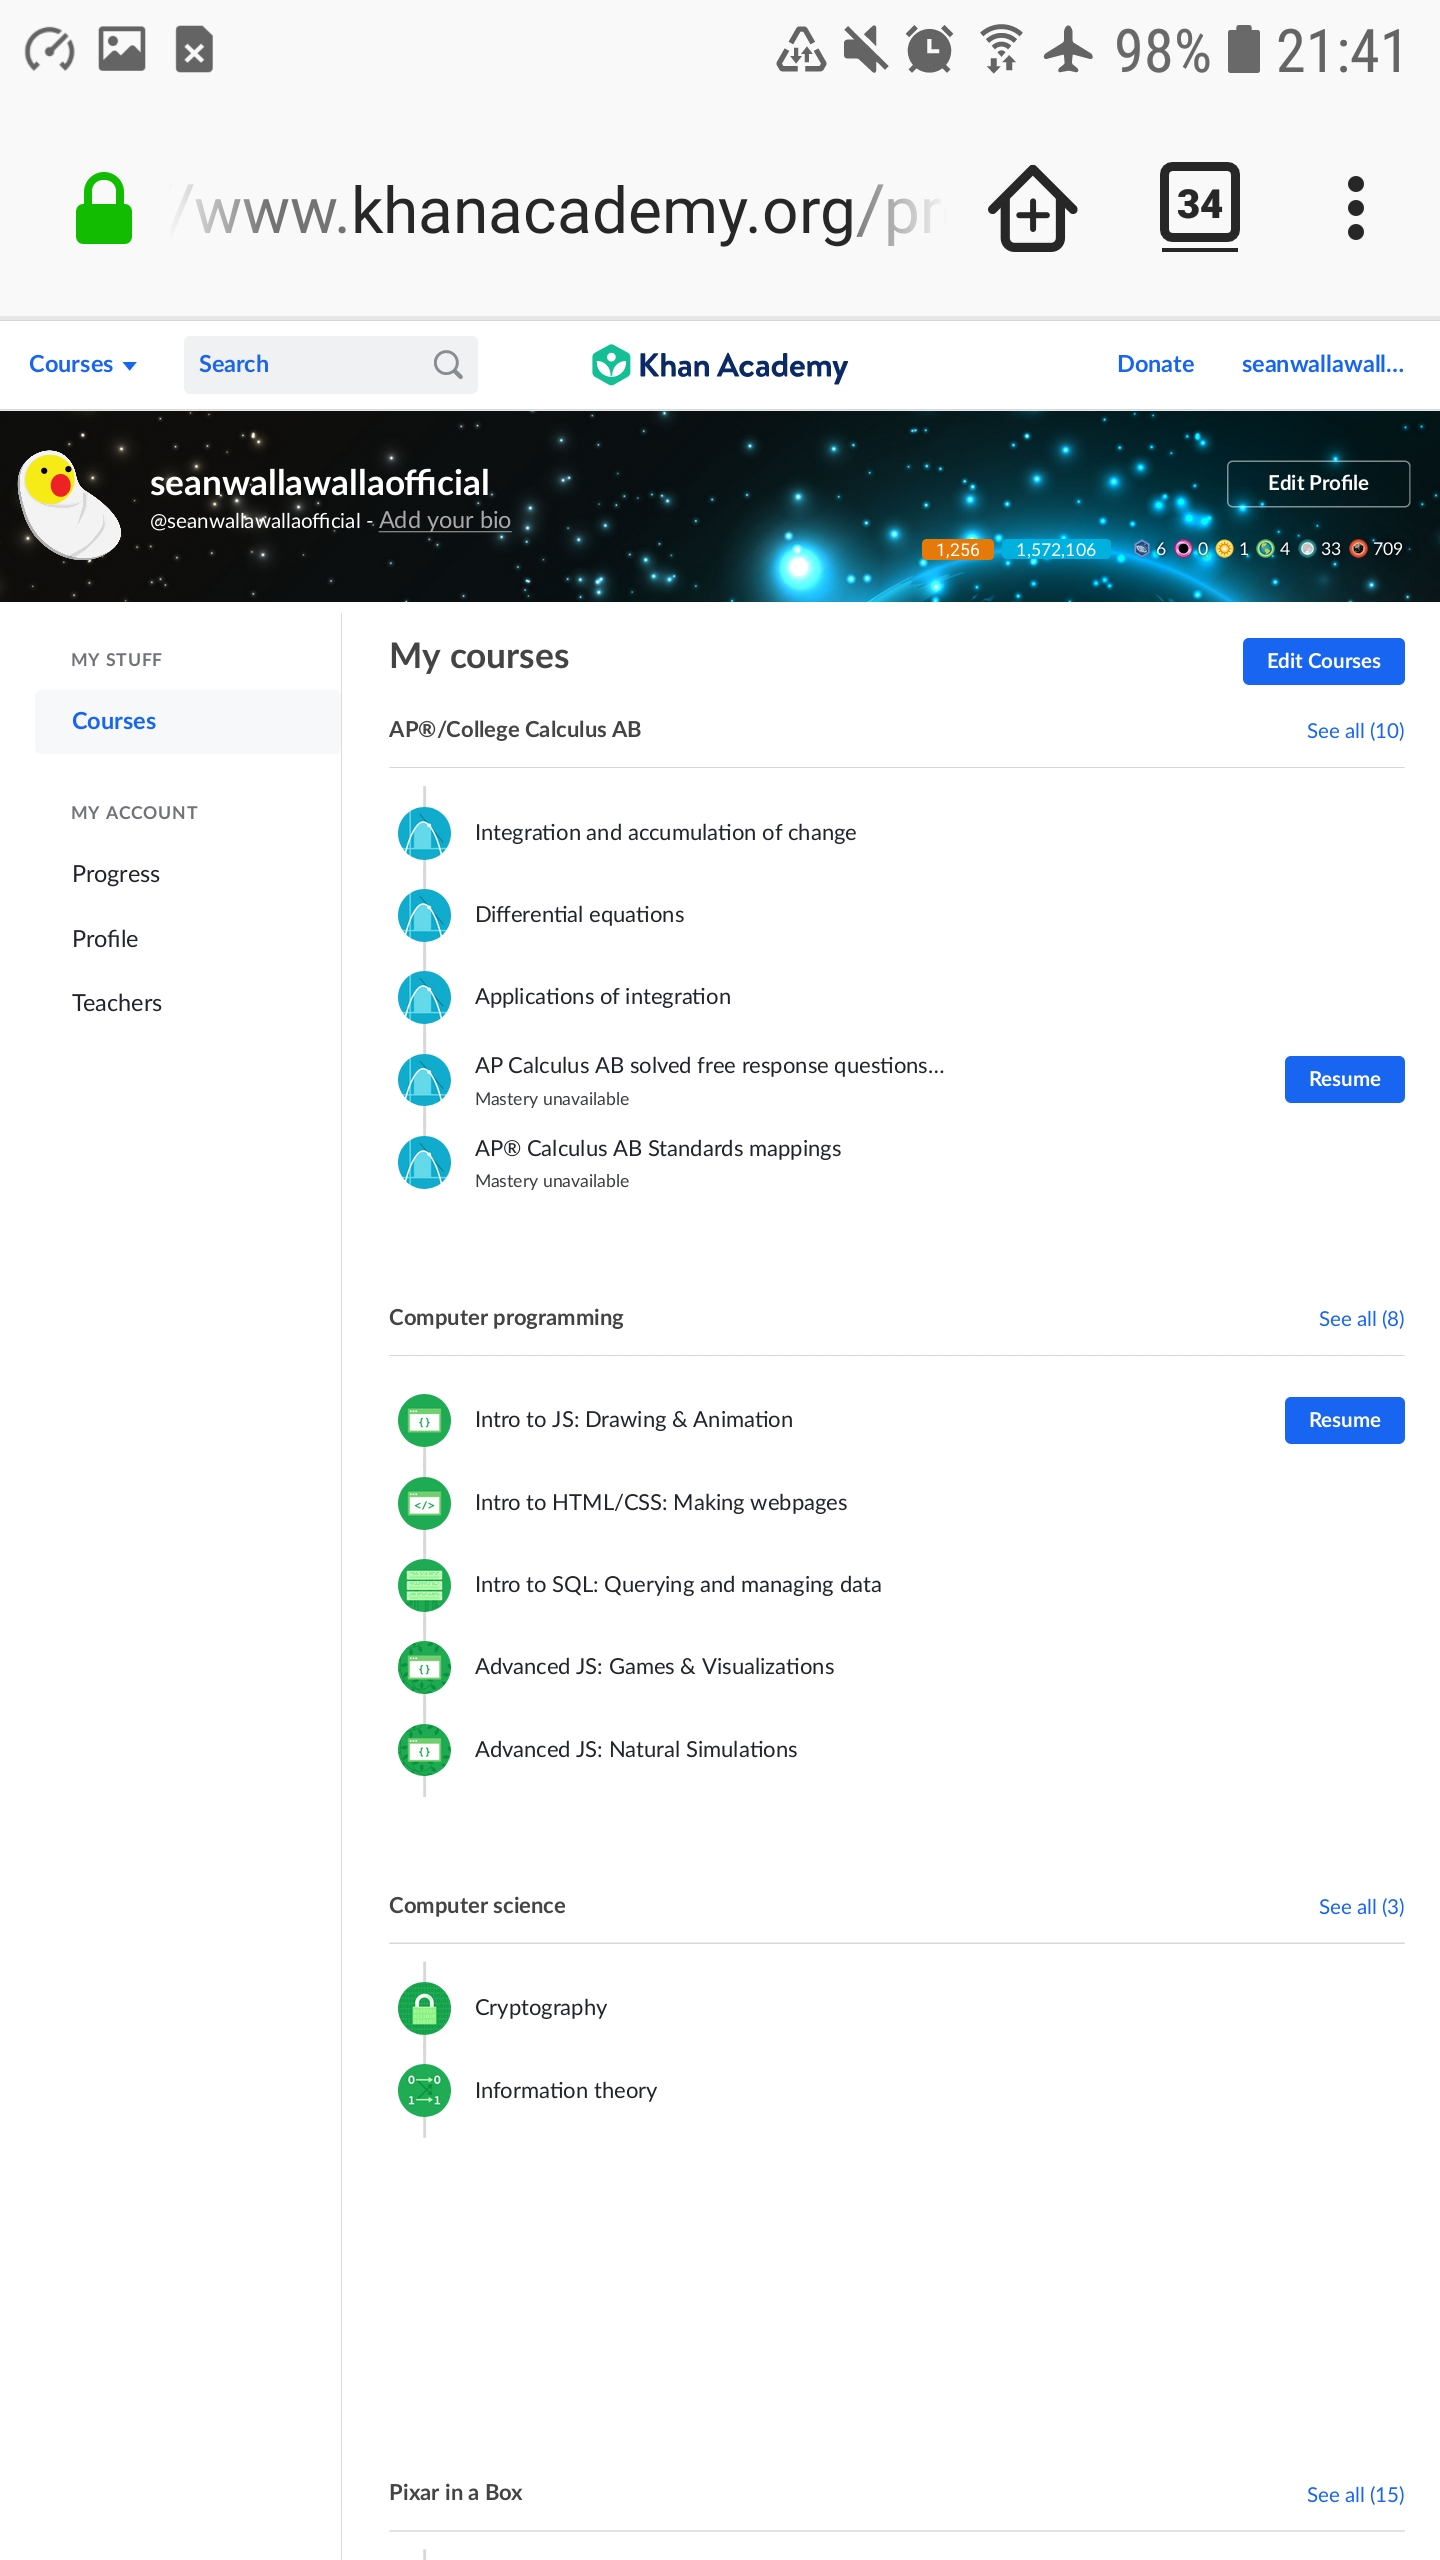 98% 21:41
/www.khanacademy.org/pr
34
Courses
Search
Khan Academy
Donate
seanwallawall...
seanwallawallaofficial
@seanwallawallaofficial - Add your bio
Edit Profile
1,256 1,572,106 6 0 1 4 33 709
MY STUFF
Courses
MY ACCOUNT
Progress
Profile
Teachers
My courses
Edit Courses
AP®/College Calculus AB
See all (10)
Integration and accumulation of change
Differential equations
Applications of integration
AP Calculus AB solved free response questions...
Mastery unavailable
Resume
AP® Calculus AB Standards mappings
Mastery unavailable
Computer programming
See all (8)
Intro to JS: Drawing & Animation
Resume
Intro to HTML/CSS: Making webpages
Intro to SQL: Querying and managing data
Advanced JS: Games & Visualizations
Advanced JS: Natural Simulations
Computer science
See all (3)
Cryptography
Information theory
Pixar in a Box
See all (15)